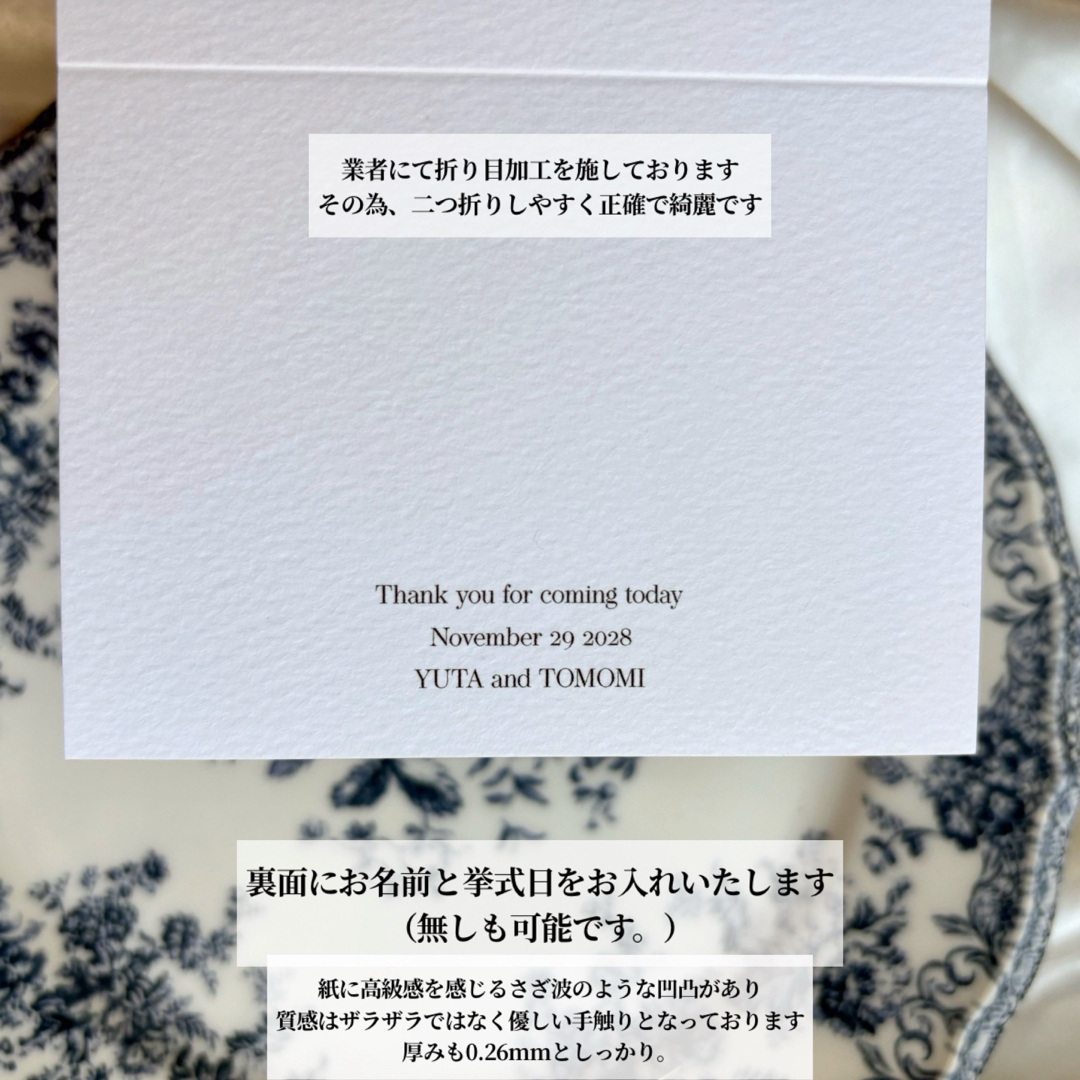 業者にて折り目加工を施しております
その為、二つ折りしやすく正確で綺麗です
Thank you for coming today
November 29 2028
YUTA and TOMOMI
裏面にお名前と挙式日をお入れいたします
（無しも可能です。）
紙に高級感を感じるさざ波のような凹凸があり
質感はザラザラではなく優しい手触りとなっております
厚みも0.26mmとしっかり。